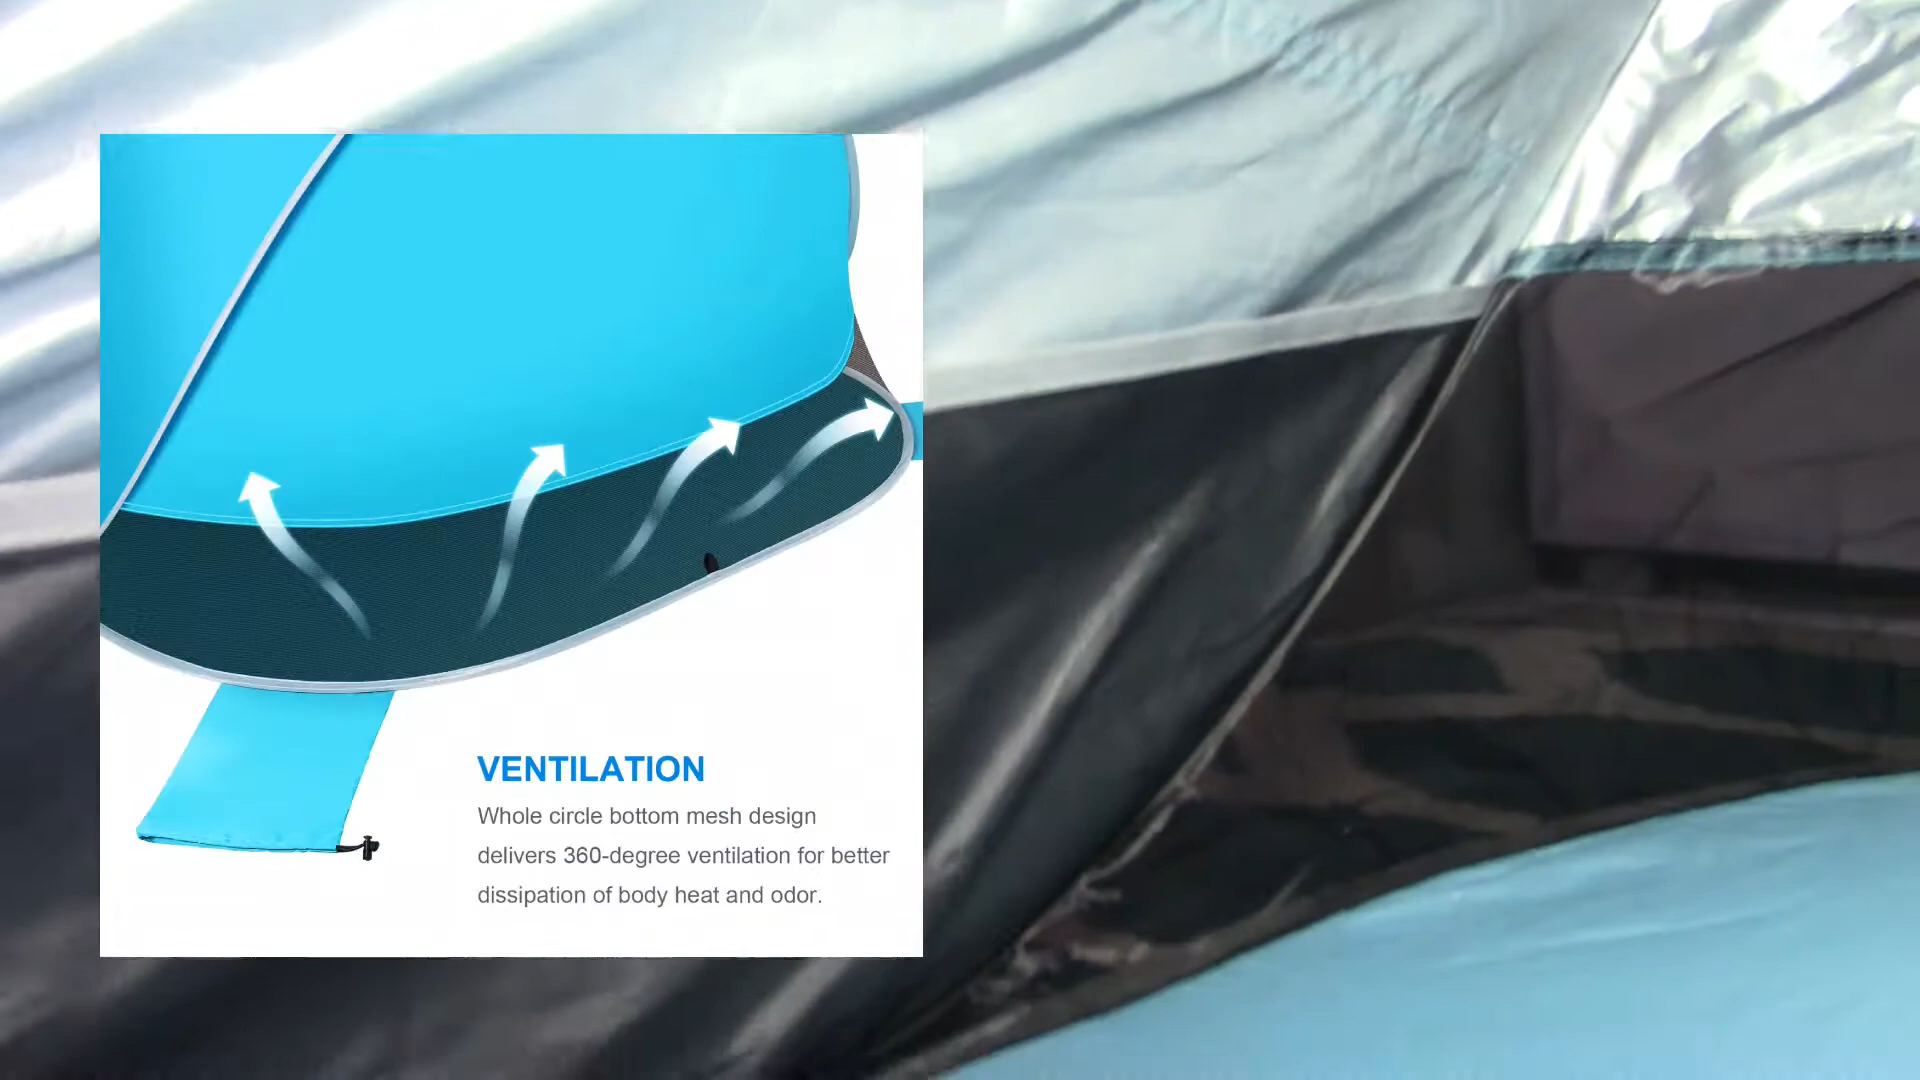 VENTILATION
Whole circle bottom mesh design
delivers 360-degree ventilation for better
dissipation of body heat and odor.